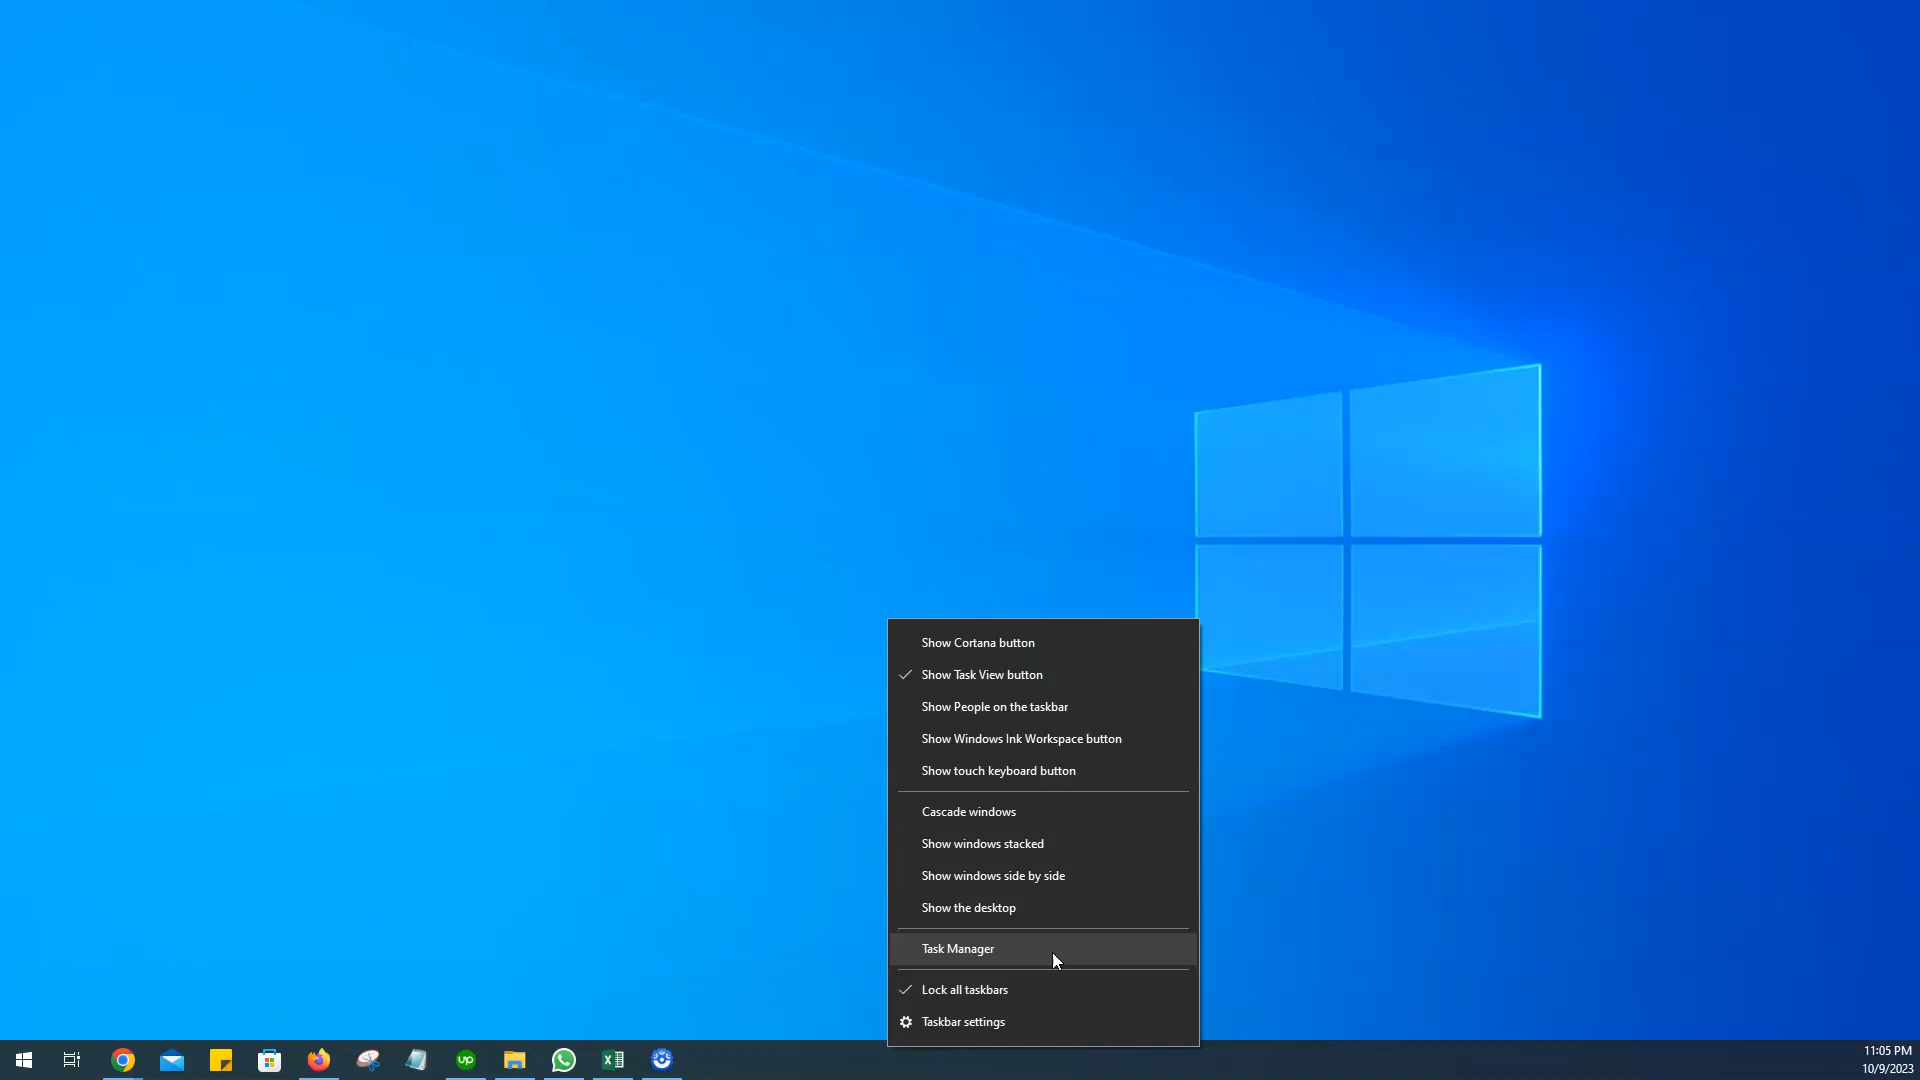 Show Cortana button
Show Task View button
Show People on the taskbar
Show Windows Ink Workspace button
Show touch keyboard button
Cascade windows
Show windows stacked
Show windows side by side
Show the desktop
Task Manager
Lock all taskbars
Taskbar settings
up
11:05 PM
10/9/2023